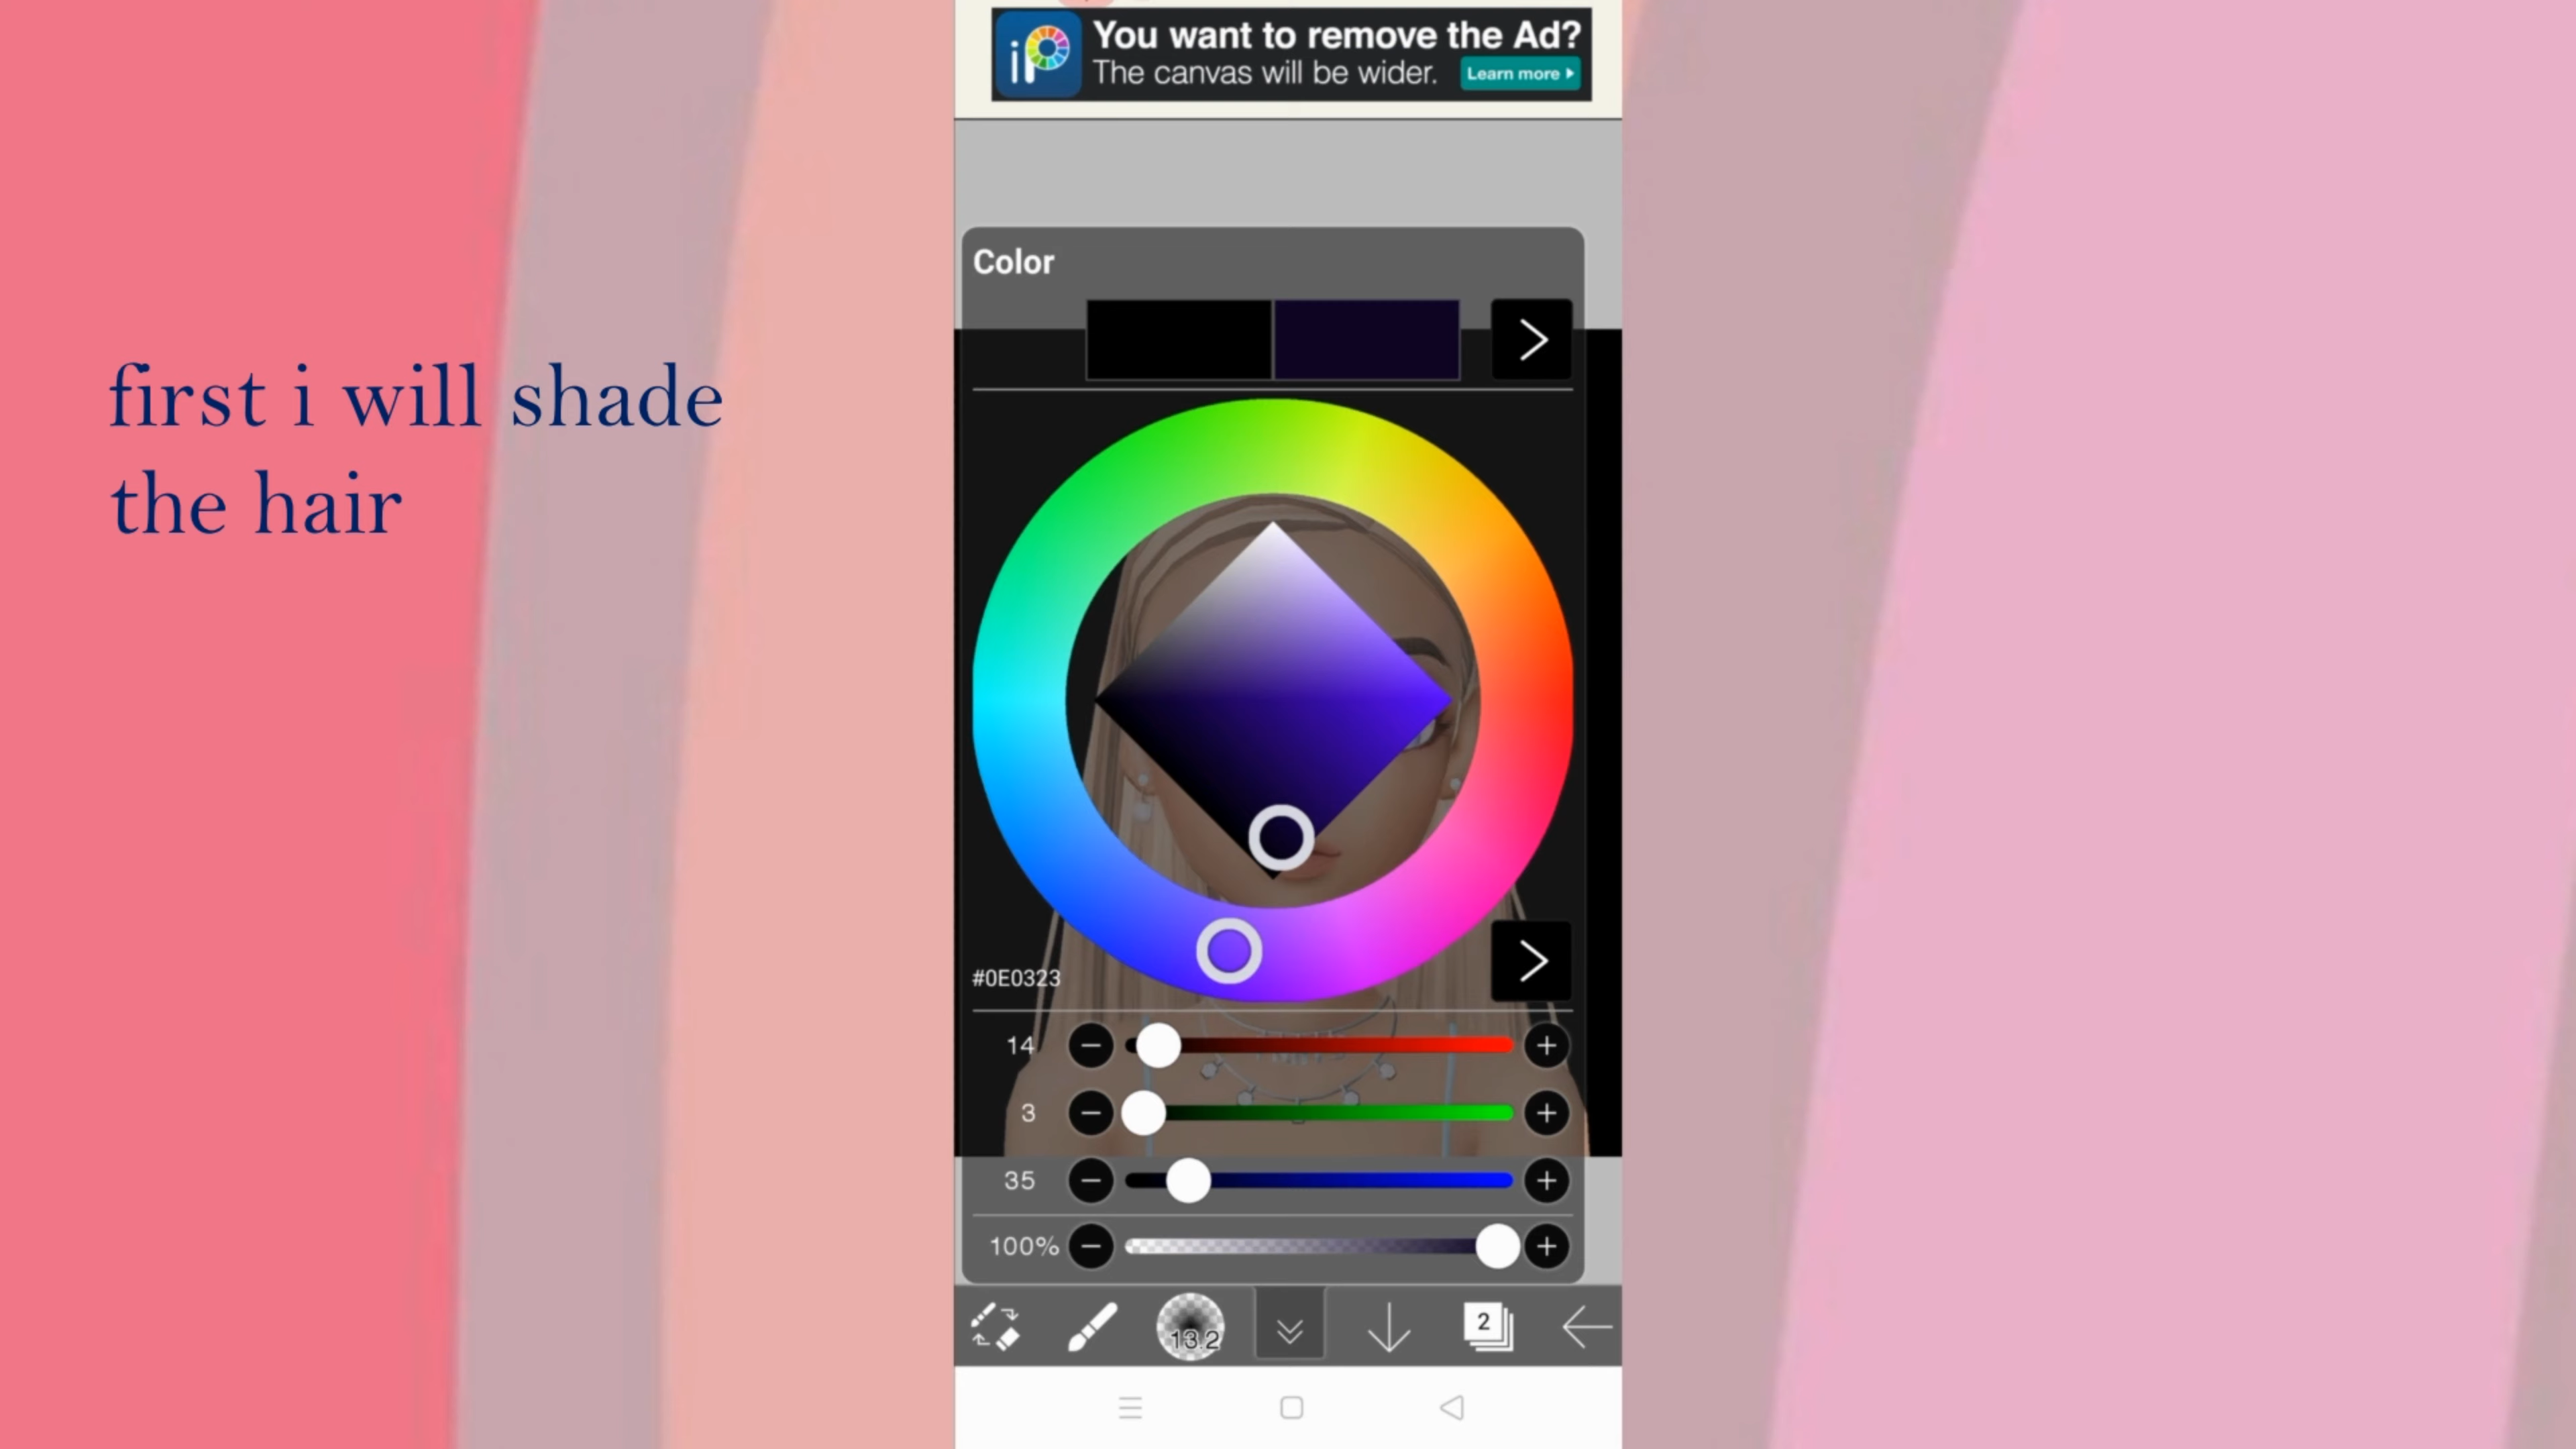 first i will shade
the hair
iP
You want to remove the Ad?
The canvas will be wider.
Learn more
Color
#0E0323
14
3
35
100%
13.2
2